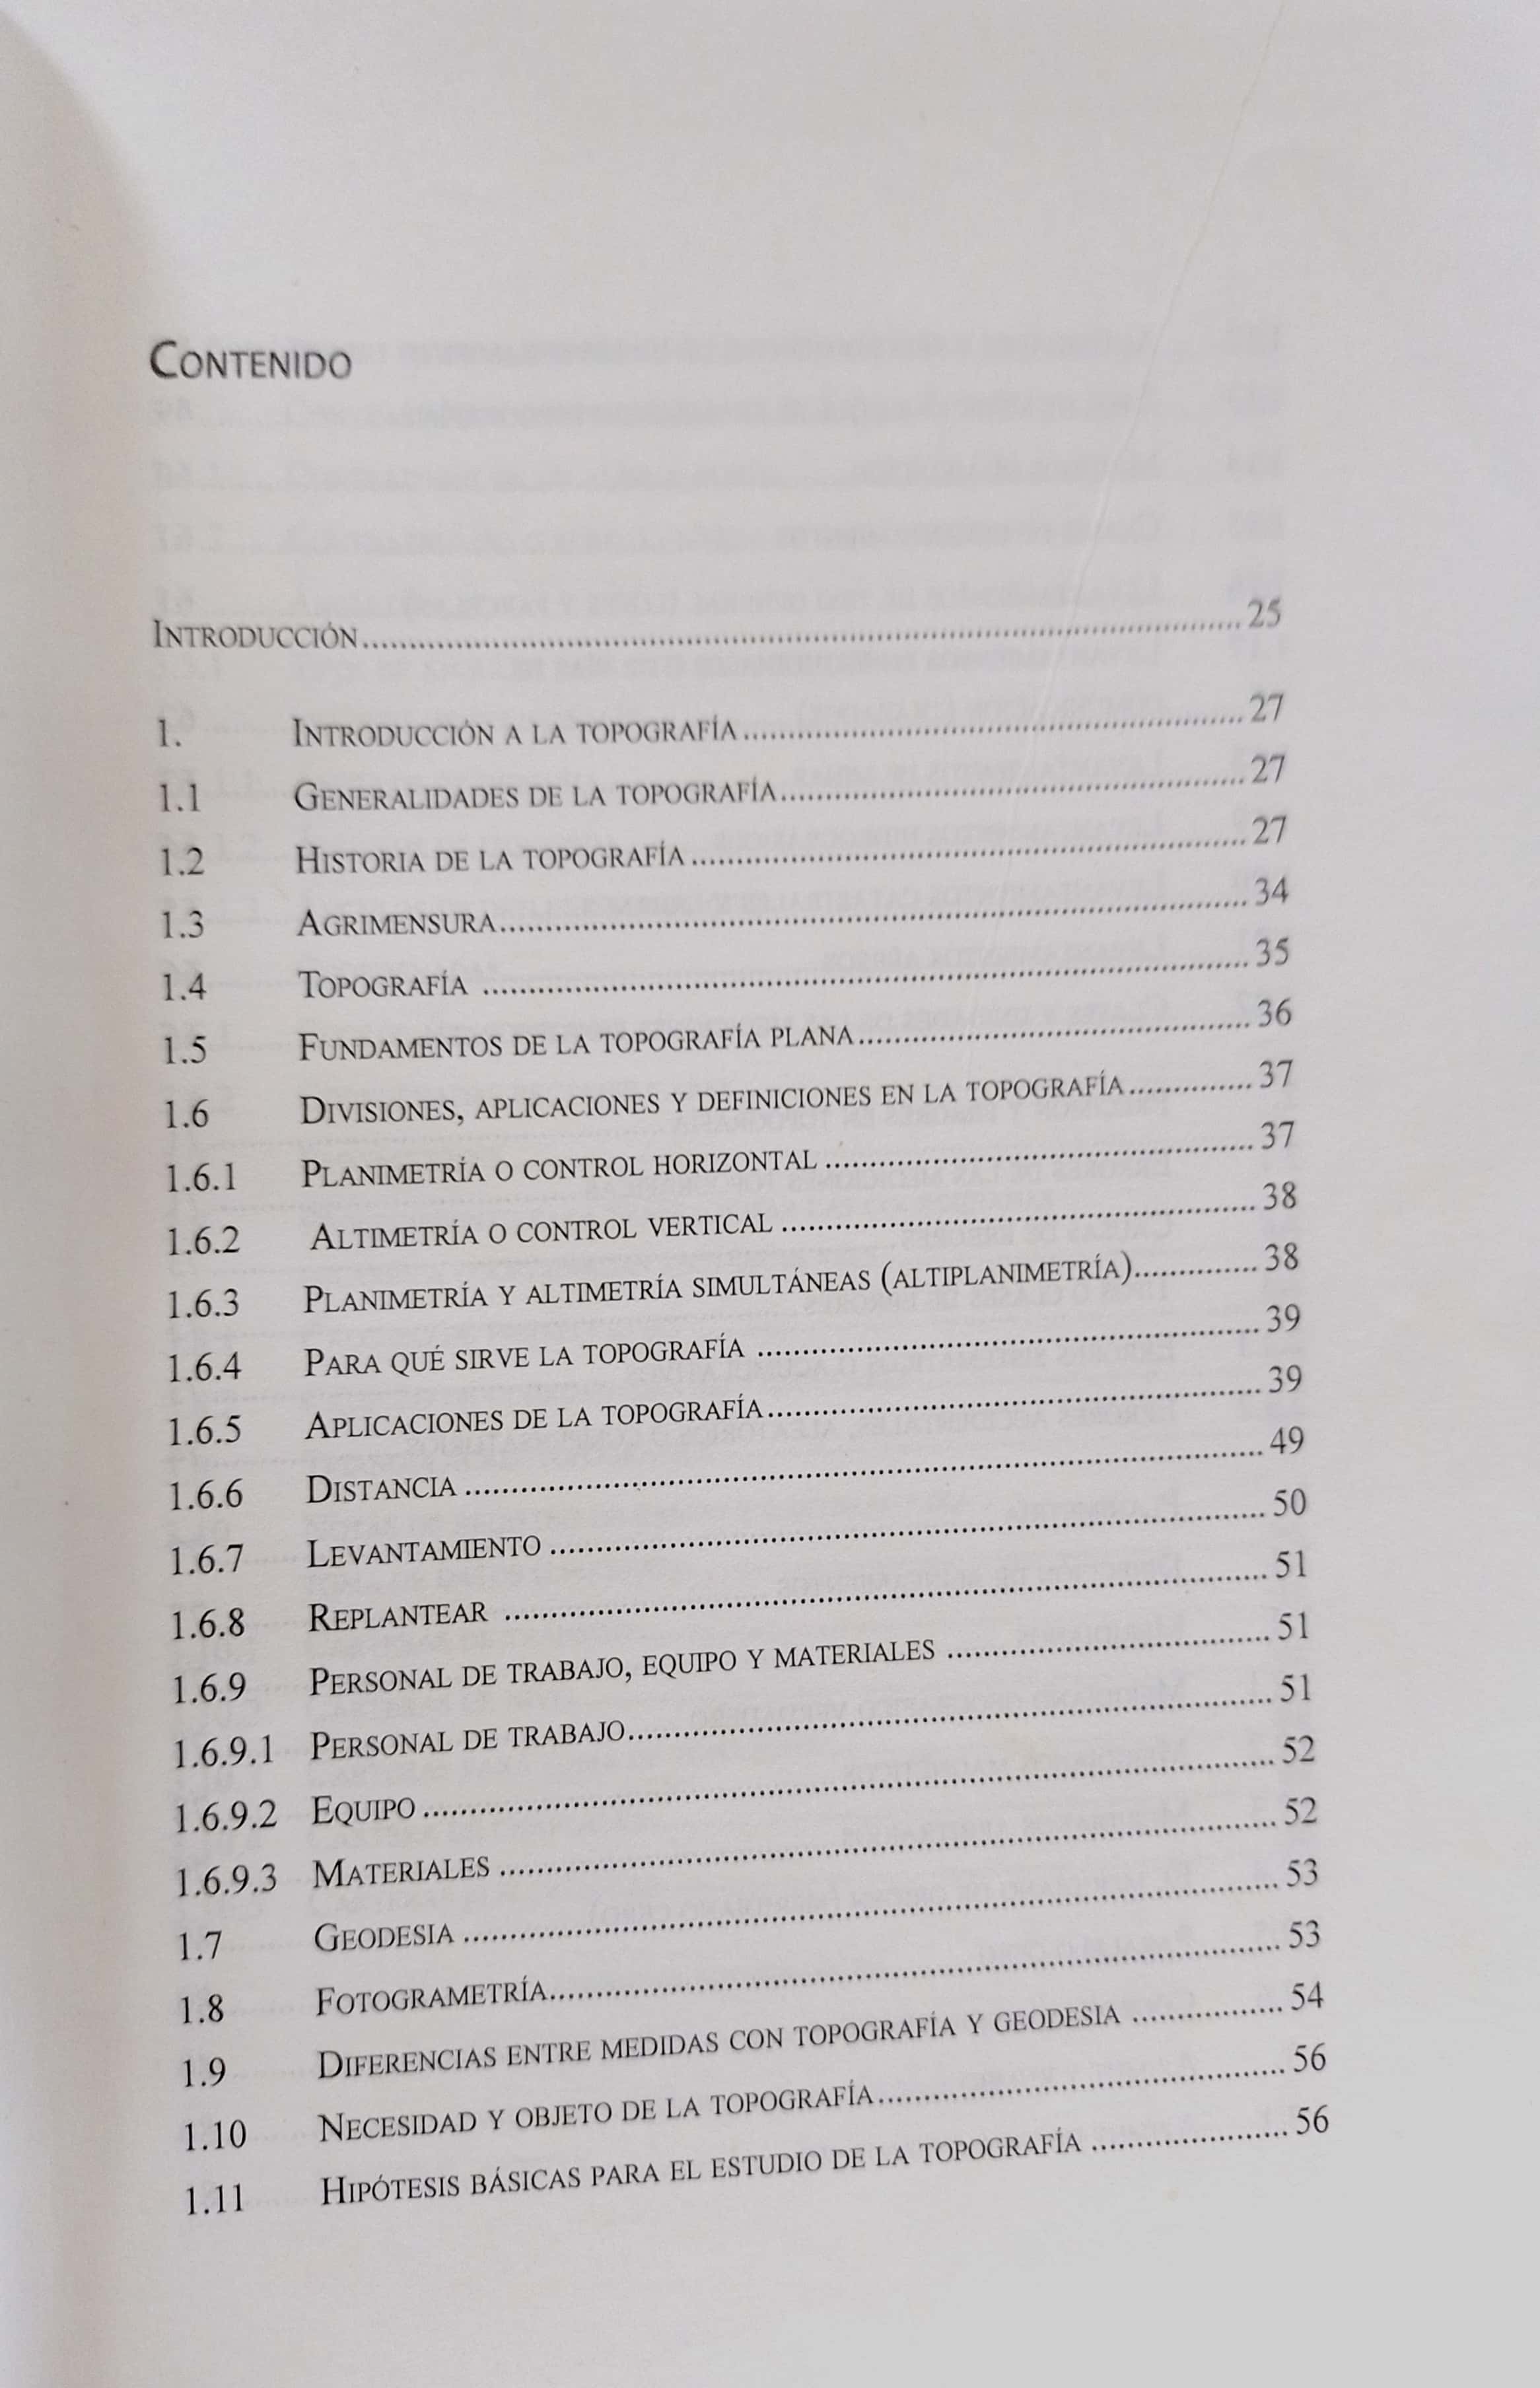 CONTENIDO
INTRODUCCIÓN................................................................25
1. INTRODUCCIÓN A LA TOPOGRAFÍA................................27
1.1 GENERALIDADES DE LA TOPOGRAFÍA................................27
1.2 HISTORIA DE LA TOPOGRAFÍA................................27
1.3 AGRIMENSURA................................34
1.4 TOPOGRAFÍA ................................35
1.5 FUNDAMENTOS DE LA TOPOGRAFÍA PLANA................................36
1.6 DIVISIONES, APLICACIONES Y DEFINICIONES EN LA TOPOGRAFÍA..............37
1.6.1 PLANIMETRÍA O CONTROL HORIZONTAL ................................37
1.6.2 ALTIMETRÍA O CONTROL VERTICAL ................................38
1.6.3 PLANIMETRÍA Y ALTIMETRÍA SIMULTÁNEAS (ALTIPLANIMETRÍA)..............38
1.6.4 PARA QUÉ SIRVE LA TOPOGRAFÍA ................................39
1.6.5 APLICACIONES DE LA TOPOGRAFÍA................................39
1.6.6 DISTANCIA ................................49
1.6.7 LEVANTAMIENTO ................................50
1.6.8 REPLANTEAR ................................51
1.6.9 PERSONAL DE TRABAJO, EQUIPO Y MATERIALES ................................51
1.6.9.1 PERSONAL DE TRABAJO................................51
1.6.9.2 EQUIPO ................................52
1.6.9.3 MATERIALES ................................52
1.7 GEODESIA ................................53
1.8 FOTOGRAMETRÍA................................53
1.9 DIFERENCIAS ENTRE MEDIDAS CON TOPOGRAFÍA Y GEODESIA ................54
1.10 NECESIDAD Y OBJETO DE LA TOPOGRAFÍA................................56
1.11 HIPÓTESIS BÁSICAS PARA EL ESTUDIO DE LA TOPOGRAFÍA ......................56